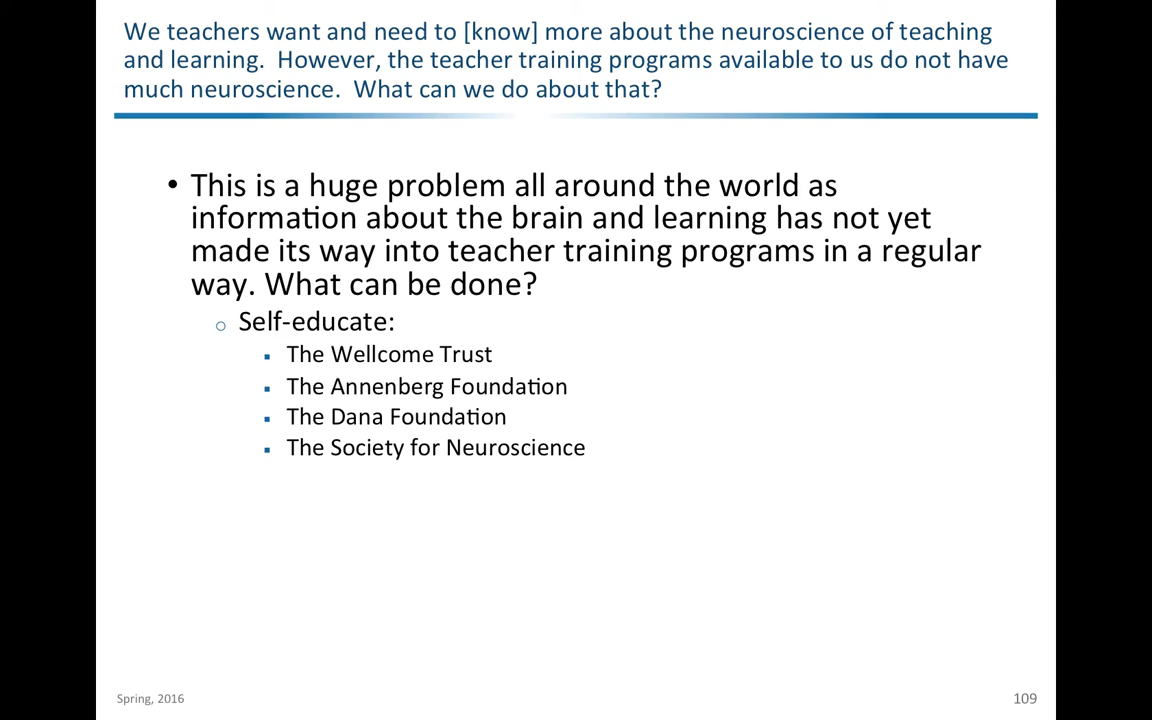 We teachers want and need to [know] more about the neuroscience of teaching
and learning.  However, the teacher training programs available to us do not have
much neuroscience.  What can we do about that?
• This is a huge problem all around the world as
information about the brain and learning has not yet
made its way into teacher training programs in a regular
way. What can be done?
○ Self-educate:
▪ The Wellcome Trust
▪ The Annenberg Foundation
▪ The Dana Foundation
▪ The Society for Neuroscience
Spring, 2016
109